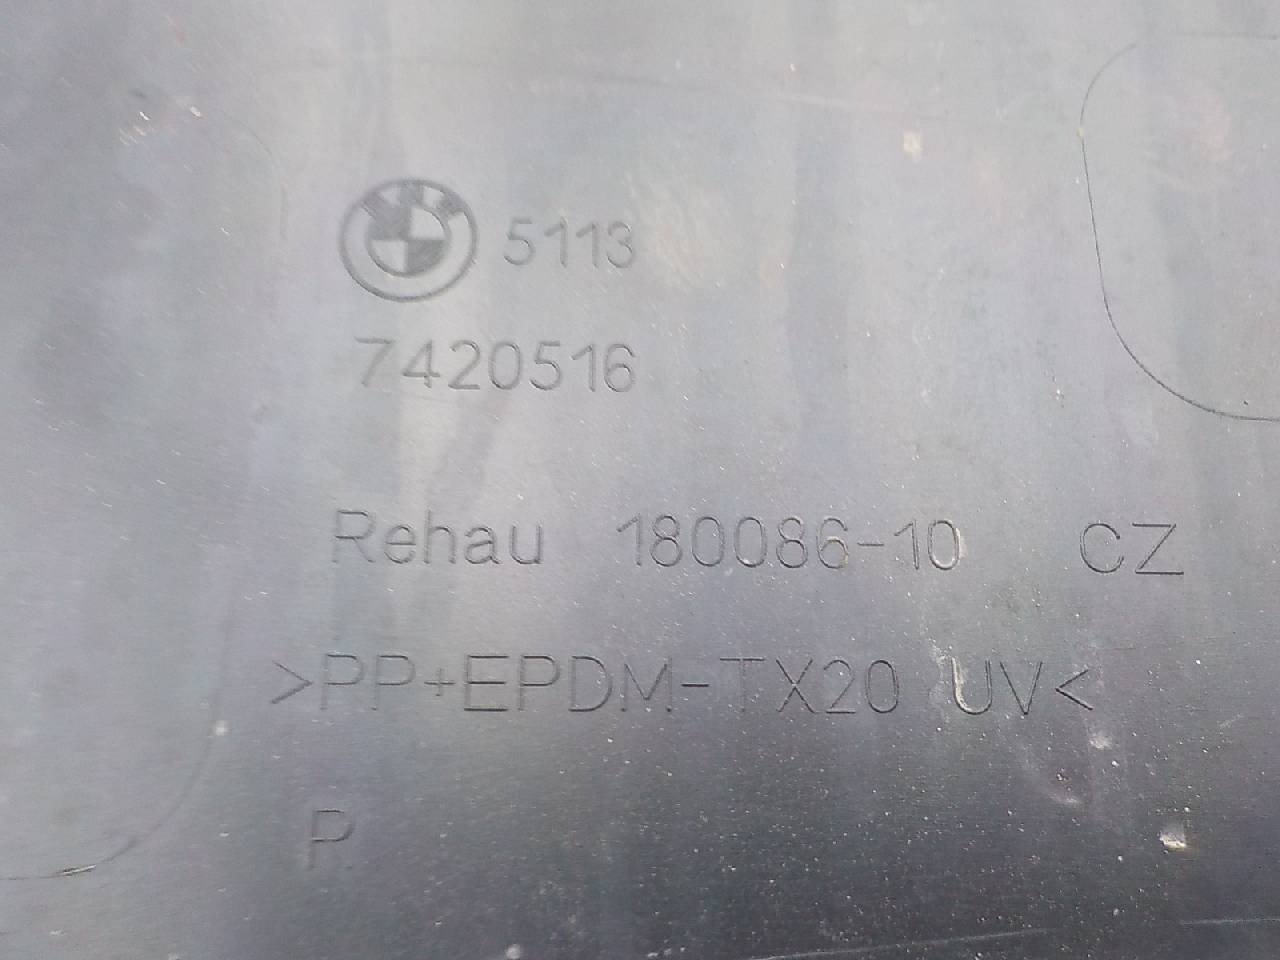 5113
7420516
Rehau 180086-10 CZ
>PP+EPDM-TX20 UV<
P